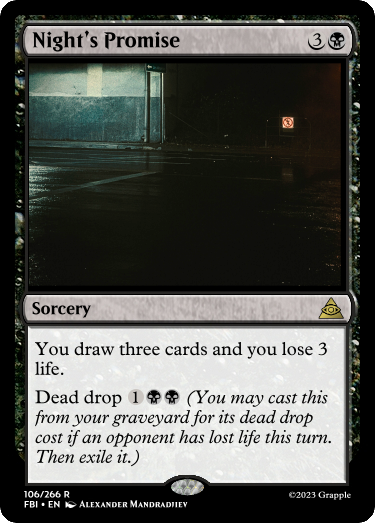 Night's Promise 3
Sorcery
You draw three cards and you lose 3
life.
Dead drop 1 (You may cast this
from your graveyard for its dead drop
cost if an opponent has lost life this turn.
Then exile it.)
106/266 R
FBI • EN ALEXANDER MANDRADJIEV
©2023 Grapple